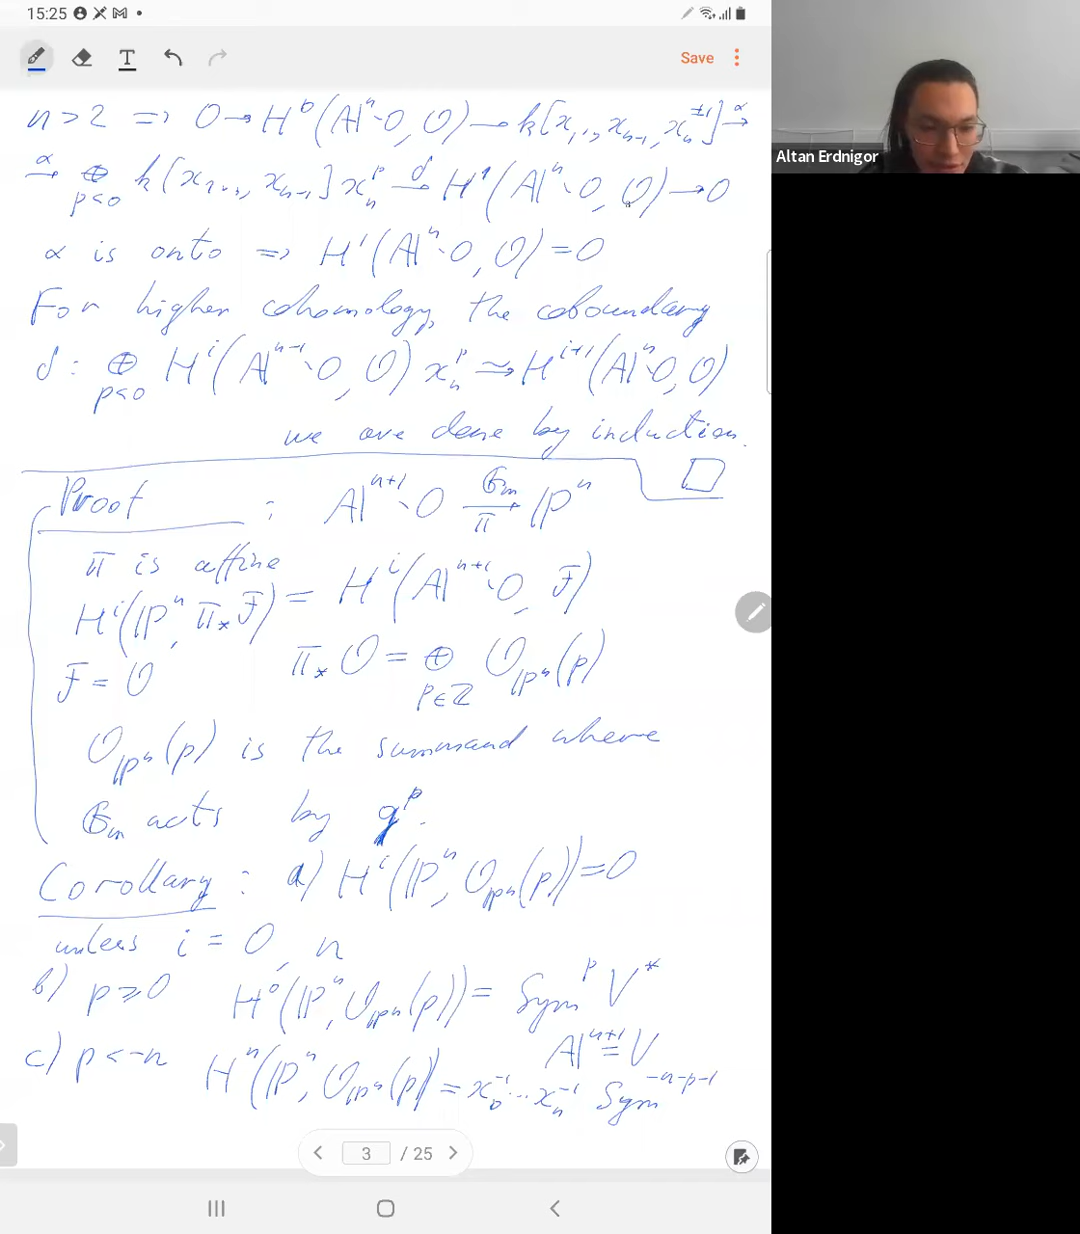 15:25
Save
n > 2 => 0 → H⁰(𝔸ⁿ∖0, O) → k[x₁,.., xₙ₋₁, xₙ^±1] →^α
→^α ⊕_{p<0} k[x₁,.., xₙ₋₁] xₙ^p →^δ H¹(𝔸ⁿ∖0, O) → 0
α is onto => H¹(𝔸ⁿ∖0, O) = 0
For higher cohomology, the coboundary
δ : ⊕_{p<0} Hⁱ(𝔸ⁿ⁻¹∖0, O) xₙ^p ⥲ Hⁱ⁺¹(𝔸ⁿ∖0, O)
we are done by induction.
□
Proof : 𝔸ⁿ⁺¹∖0 →^{𝔾ₘ}_π ℙⁿ
π is affine
Hⁱ(ℙⁿ, π_* F) = Hⁱ(𝔸ⁿ⁺¹∖0, F)
F = O π_* O = ⊕_{p∈ℤ} O_{ℙⁿ}(p)
O_{ℙⁿ}(p) is the summand where
𝔾ₘ acts by g^p.
Corollary : a) Hⁱ(ℙⁿ, O_{ℙⁿ}(p)) = 0
unless i = 0, n
b) p ≥ 0 H⁰(ℙⁿ, O_{ℙⁿ}(p)) = Sym^p V*
𝔸ⁿ⁺¹ = V
c) p < -n Hⁿ(ℙⁿ, O_{ℙⁿ}(p) = x₀⁻¹...xₙ⁻¹ Sym^{-n-p-1}
3 / 25
Altan Erdnigor